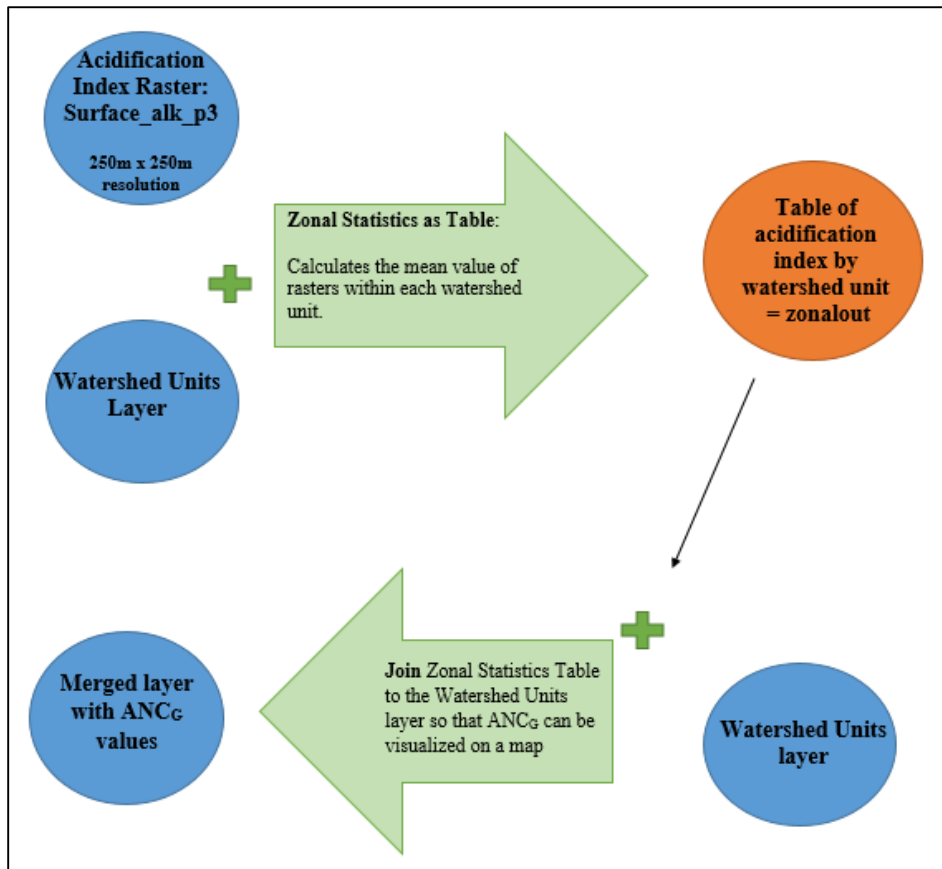 Acidification
Index Raster:
Surface_alk_p3
250m x 250m
resolution
Watershed Units
Layer
Zonal Statistics as Table:
Calculates the mean value of
rasters within each watershed
unit.
Table of
acidification
index by
watershed unit
= zonalout
Watershed Units
layer
Join Zonal Statistics Table
to the Watershed Units
layer so that ANCG can be
visualized on a map
Merged layer
with ANCG
values